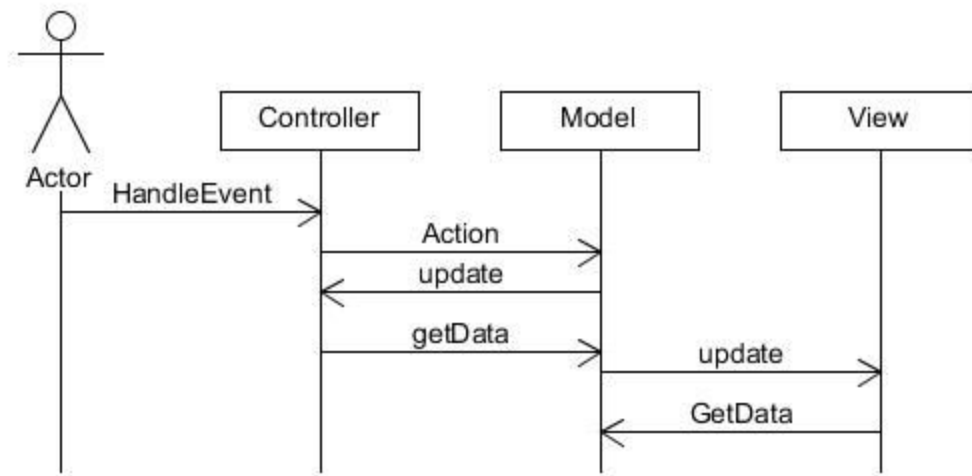 Controller
Model
View
Actor
HandleEvent
Action
update
getData
update
GetData